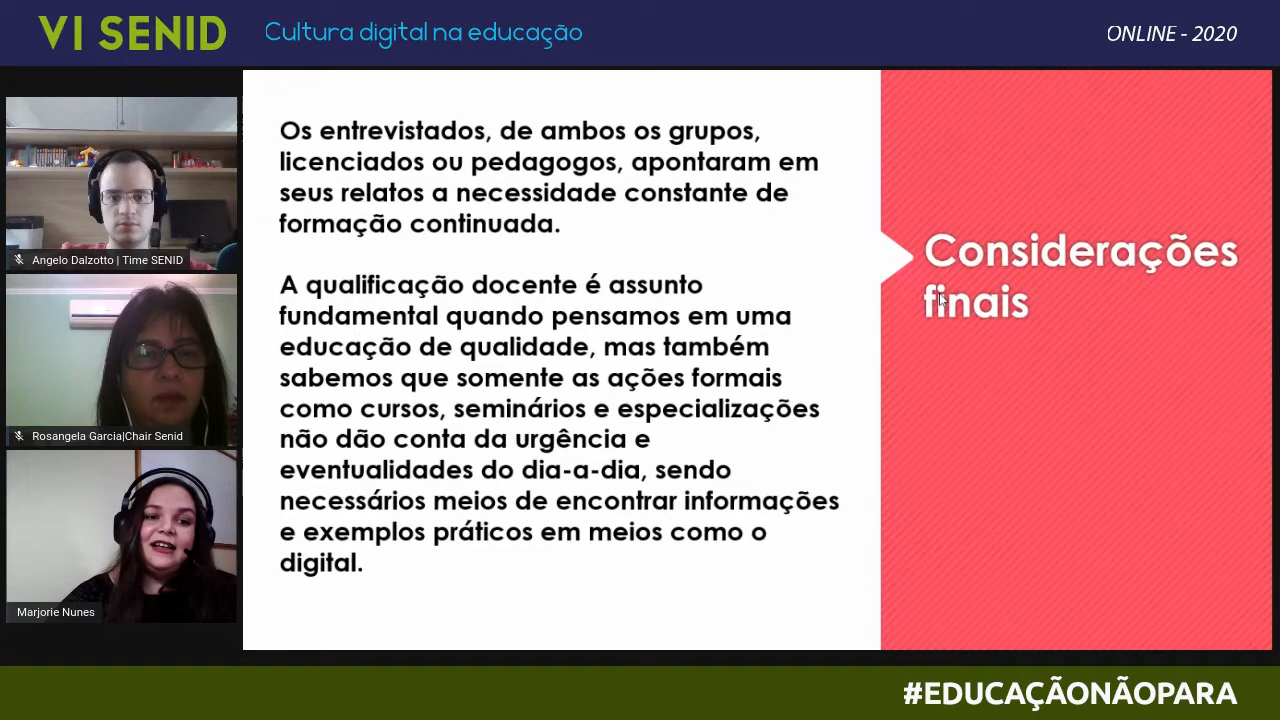 VI SENID
Cultura digital na educação
ONLINE - 2020
Angelo Dalzotto | Time SENID
Rosangela Garcia|Chair Senid
Marjorie Nunes
Os entrevistados, de ambos os grupos,
licenciados ou pedagogos, apontaram em
seus relatos a necessidade constante de
formação continuada.
A qualificação docente é assunto
fundamental quando pensamos em uma
educação de qualidade, mas também
sabemos que somente as ações formais
como cursos, seminários e especializações
não dão conta da urgência e
eventualidades do dia-a-dia, sendo
necessários meios de encontrar informações
e exemplos práticos em meios como o
digital.
Considerações
finais
#EDUCAÇÃONÃOPARA